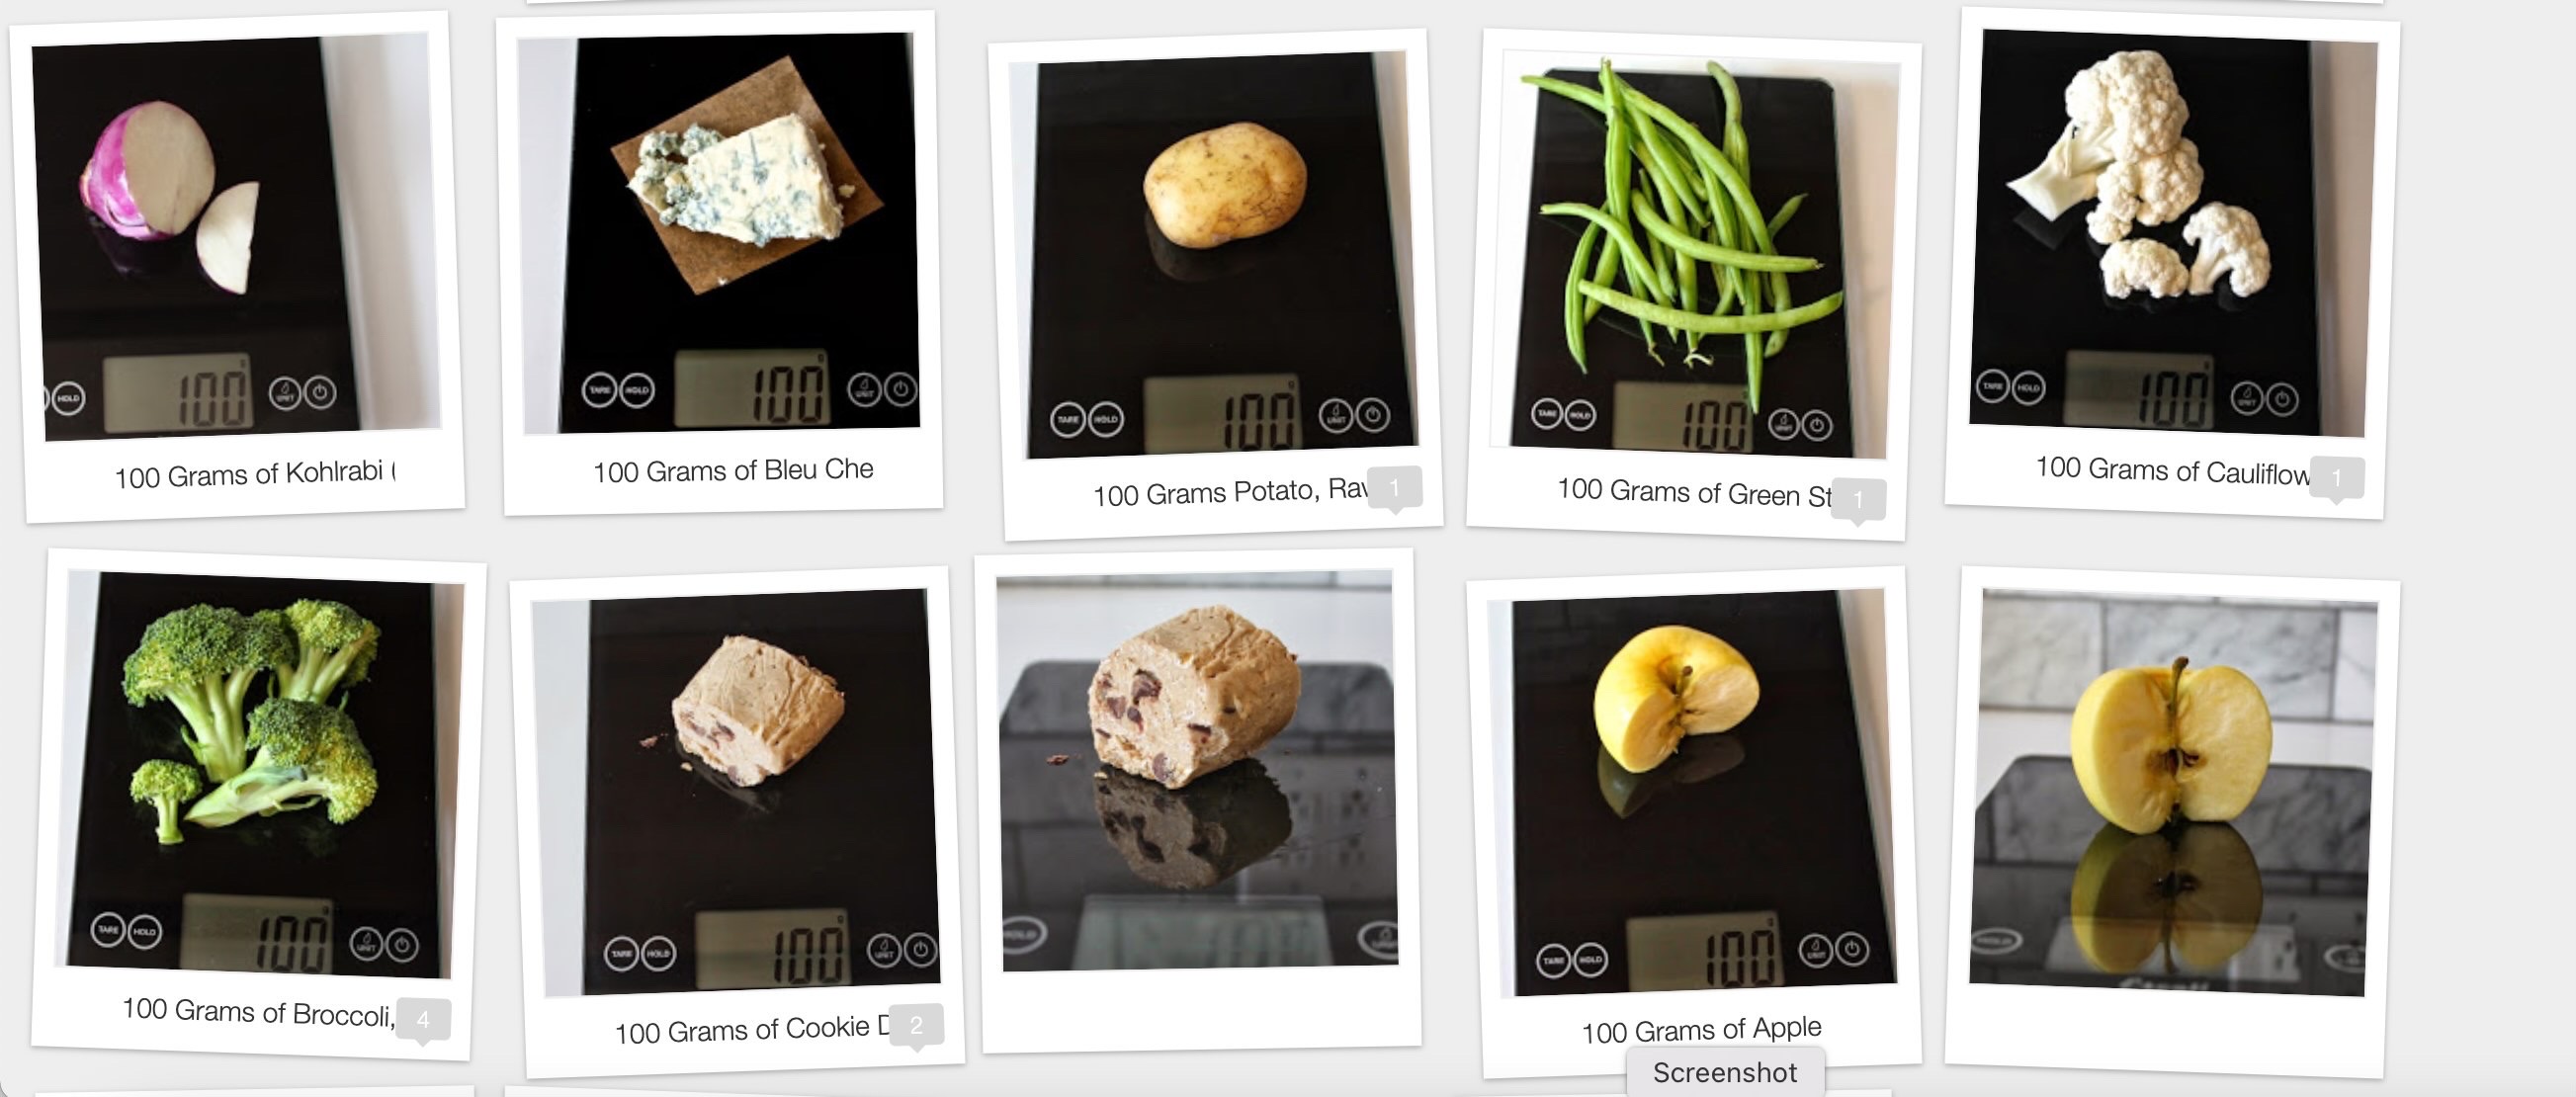 HOLD 100 UNIT
100 Grams of Kohlrabi (
TARE HOLD 100 UNIT
100 Grams of Bleu Che
TARE HOLD 100 UNIT
100 Grams Potato, Rav 1
TARE HOLD 100 UNIT
100 Grams of Green St 1
TARE HOLD 100 UNIT
100 Grams of Cauliflow 1
TARE HOLD 100 UNIT
100 Grams of Broccoli, 4
TARE HOLD 100 UNIT
100 Grams of Cookie D 2
HOLD
TARE HOLD 100 UNIT
100 Grams of Apple
Screenshot